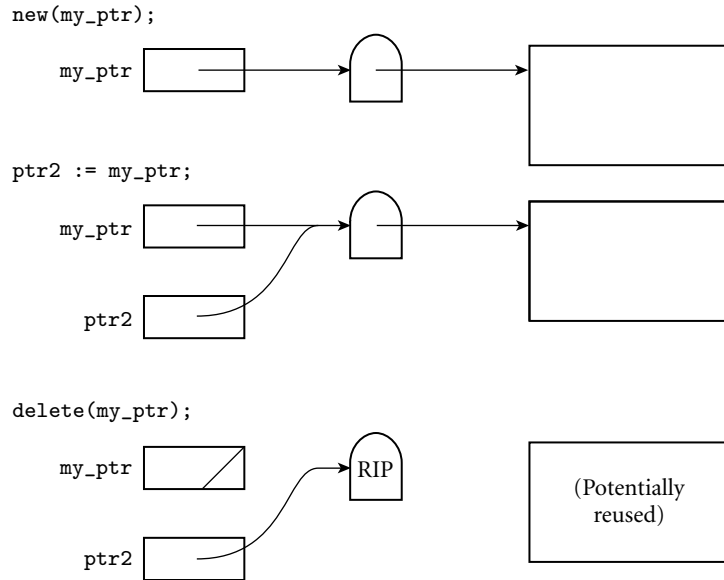 new(my_ptr);
my_ptr
ptr2 := my_ptr;
my_ptr
ptr2
delete(my_ptr);
my_ptr
RIP
(Potentially
reused)
ptr2